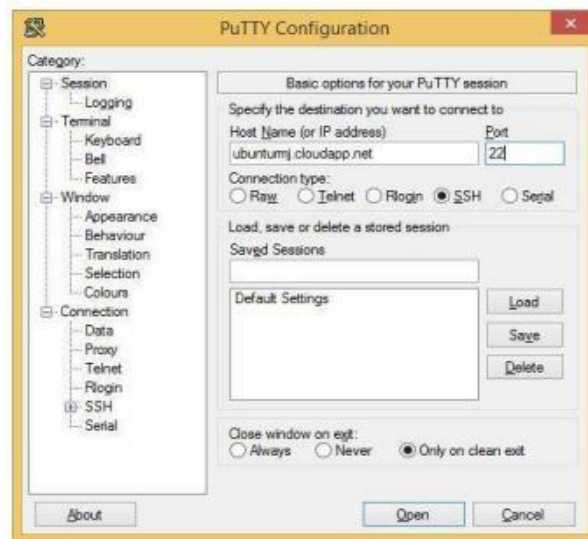 PuTTY Configuration
Category:
Session
Logging
Terminal
Keyboard
Bell
Features
Window
Appearance
Behaviour
Translation
Selection
Colours
Connection
Data
Proxy
Telnet
Rlogin
SSH
Serial
Basic options for your PuTTY session
Specify the destination you want to connect to
Host Name (or IP address) Port
ubunturmj.cloudapp.net 22
Connection type:
Raw Telnet Rlogin SSH Serial
Load, save or delete a stored session
Saved Sessions
Default Settings
Load
Save
Delete
Close window on exit:
Always Never Only on clean exit
About Open Cancel